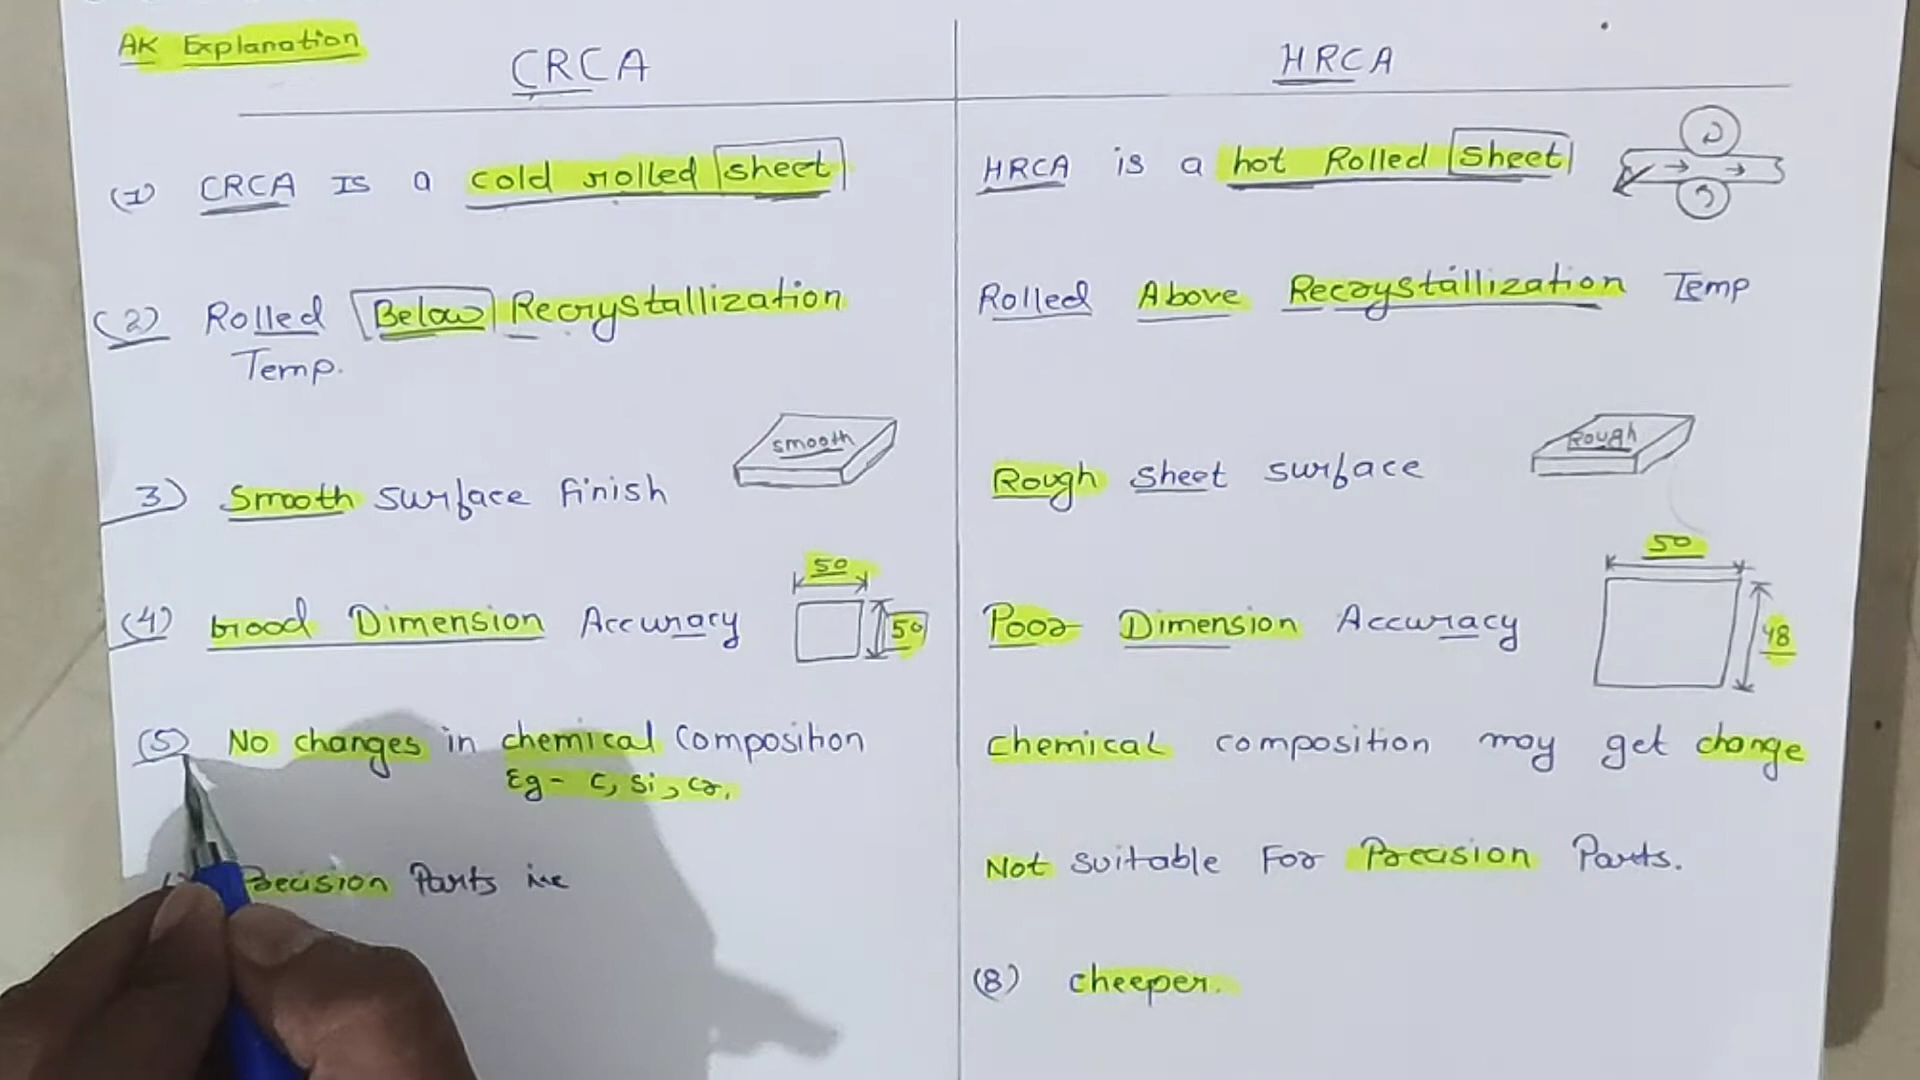 AK Explanation
CRCA
HRCA
(1) CRCA Is a cold rolled sheet
HRCA is a hot Rolled Sheet
(2) Rolled Below Recrystallization
Temp.
Rolled Above Recrystallization Temp
3) Smooth surface finish
smooth
Rough sheet surface
Rough
(4) Good Dimension Accuracy
50
50
Poor Dimension Accuracy
50
48
(5) No changes in chemical Composition
Eg - C, Si, Cr.
Chemical composition may get change
Precision Parts
Not suitable For Precision Parts.
(8) cheeper.